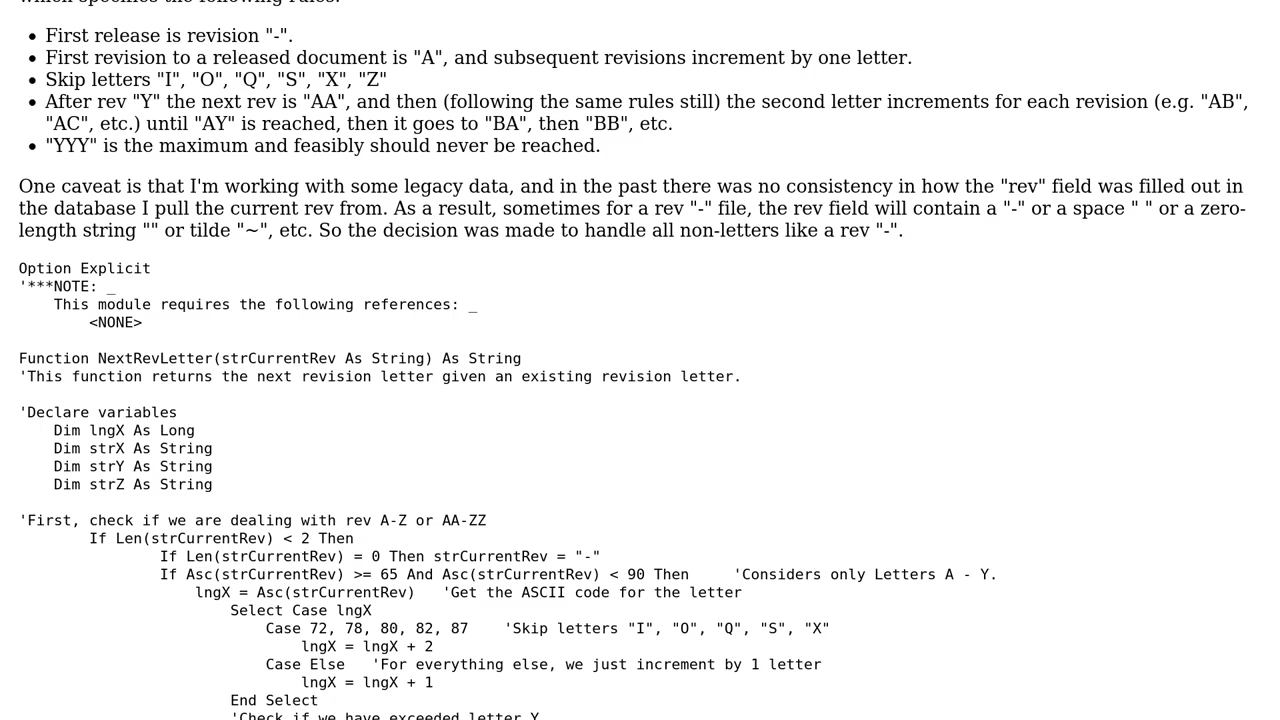 which specifies the following rules:
First release is revision "-".
First revision to a released document is "A", and subsequent revisions increment by one letter.
Skip letters "I", "O", "Q", "S", "X", "Z"
After rev "Y" the next rev is "AA", and then (following the same rules still) the second letter increments for each revision (e.g. "AB",
"AC", etc.) until "AY" is reached, then it goes to "BA", then "BB", etc.
"YYY" is the maximum and feasibly should never be reached.
One caveat is that I'm working with some legacy data, and in the past there was no consistency in how the "rev" field was filled out in
the database I pull the current rev from. As a result, sometimes for a rev "-" file, the rev field will contain a "-" or a space " " or a zero-
length string "" or tilde "~", etc. So the decision was made to handle all non-letters like a rev "-".
Option Explicit
'***NOTE: _
    This module requires the following references: _
        <NONE>
Function NextRevLetter(strCurrentRev As String) As String
'This function returns the next revision letter given an existing revision letter.
'Declare variables
    Dim lngX As Long
    Dim strX As String
    Dim strY As String
    Dim strZ As String
'First, check if we are dealing with rev A-Z or AA-ZZ
        If Len(strCurrentRev) < 2 Then
                If Len(strCurrentRev) = 0 Then strCurrentRev = "-"
                If Asc(strCurrentRev) >= 65 And Asc(strCurrentRev) < 90 Then     'Considers only Letters A - Y.
                    lngX = Asc(strCurrentRev)   'Get the ASCII code for the letter
                        Select Case lngX
                            Case 72, 78, 80, 82, 87    'Skip letters "I", "O", "Q", "S", "X"
                                lngX = lngX + 2
                            Case Else   'For everything else, we just increment by 1 letter
                                lngX = lngX + 1
                        End Select
                        'Check if we have exceeded letter Y